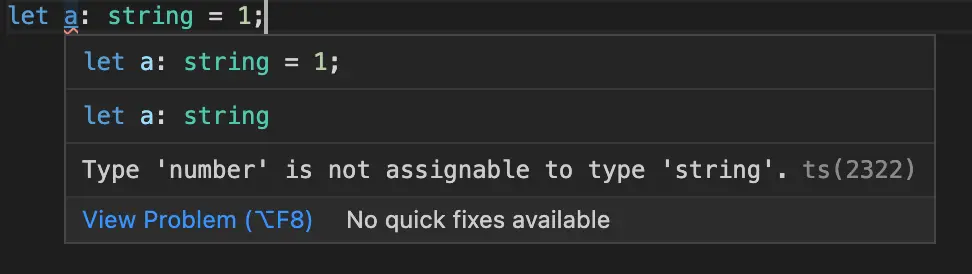 let a: string = 1;
let a: string = 1;
let a: string
Type 'number' is not assignable to type 'string'. ts(2322)
View Problem (⌥F8) No quick fixes available